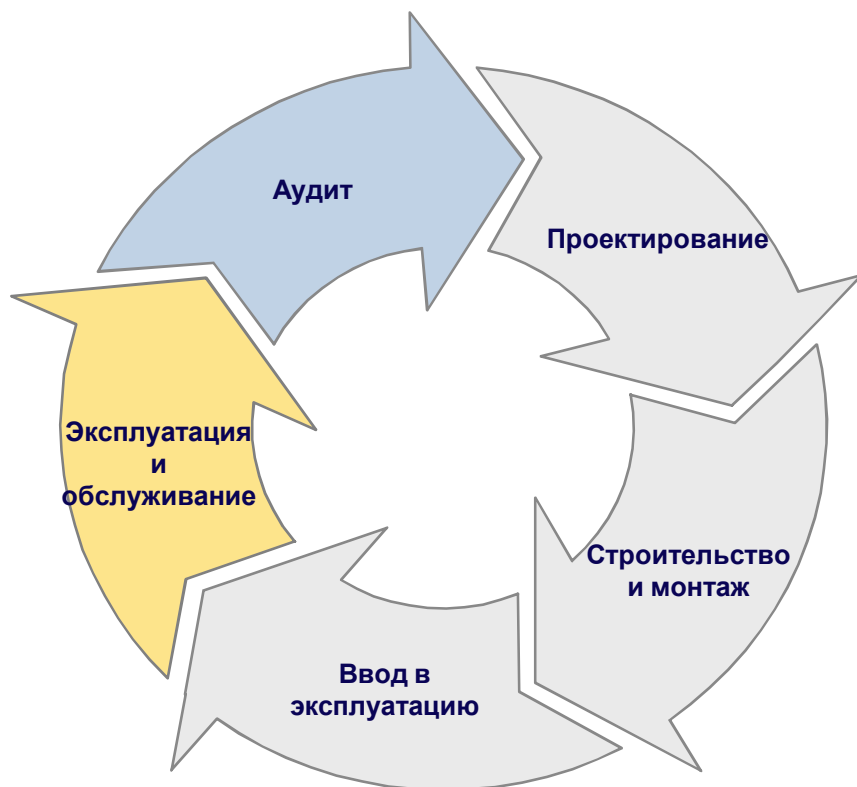 Аудит
Проектирование
Строительство
и монтаж
Ввод в
эксплуатацию
Эксплуатация
и
обслуживание